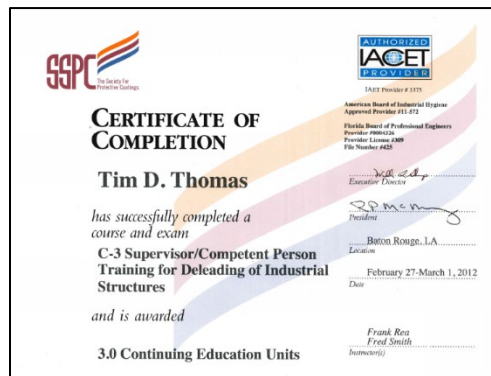 SSPC
The Society for
Protective Coatings
CERTIFICATE OF
COMPLETION
Tim D. Thomas
has successfully completed a
course and exam
C-3 Supervisor/Competent Person
Training for Deleading of Industrial
Structures
and is awarded
3.0 Continuing Education Units
AUTHORIZED
IACET
PROVIDER
IAET Provider # 3375
American Board of Industrial Hygiene
Approved Provider #11-572
Florida Board of Professional Engineers
Provider #0004326
Provider License #309
File Number #425
Executive Director
President
Baton Rouge, LA
Location
February 27-March 1, 2012
Date
Frank Rea
Fred Smith
Instructor(s)